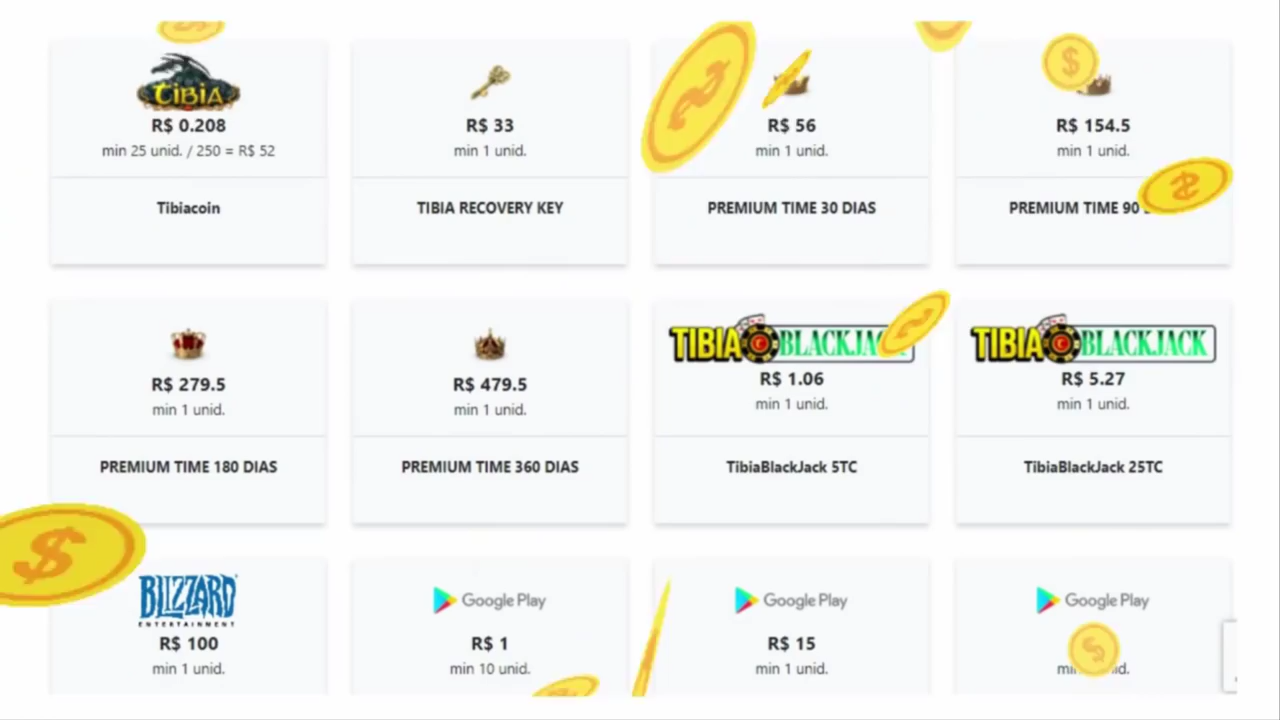 TIBIA
R$ 0.208
min 25 unid. / 250 = R$ 52
Tibiacoin
R$ 33
min 1 unid.
TIBIA RECOVERY KEY
R$ 56
min 1 unid.
PREMIUM TIME 30 DIAS
R$ 154.5
min 1 unid.
PREMIUM TIME 90
R$ 279.5
min 1 unid.
PREMIUM TIME 180 DIAS
R$ 479.5
min 1 unid.
PREMIUM TIME 360 DIAS
TIBIA BLACKJACK
R$ 1.06
min 1 unid.
TibiaBlackJack 5TC
TIBIA BLACKJACK
R$ 5.27
min 1 unid.
TibiaBlackJack 25TC
BLIZZARD
ENTERTAINMENT
R$ 100
min 1 unid.
Google Play
R$ 1
min 10 unid.
Google Play
R$ 15
min 1 unid.
Google Play